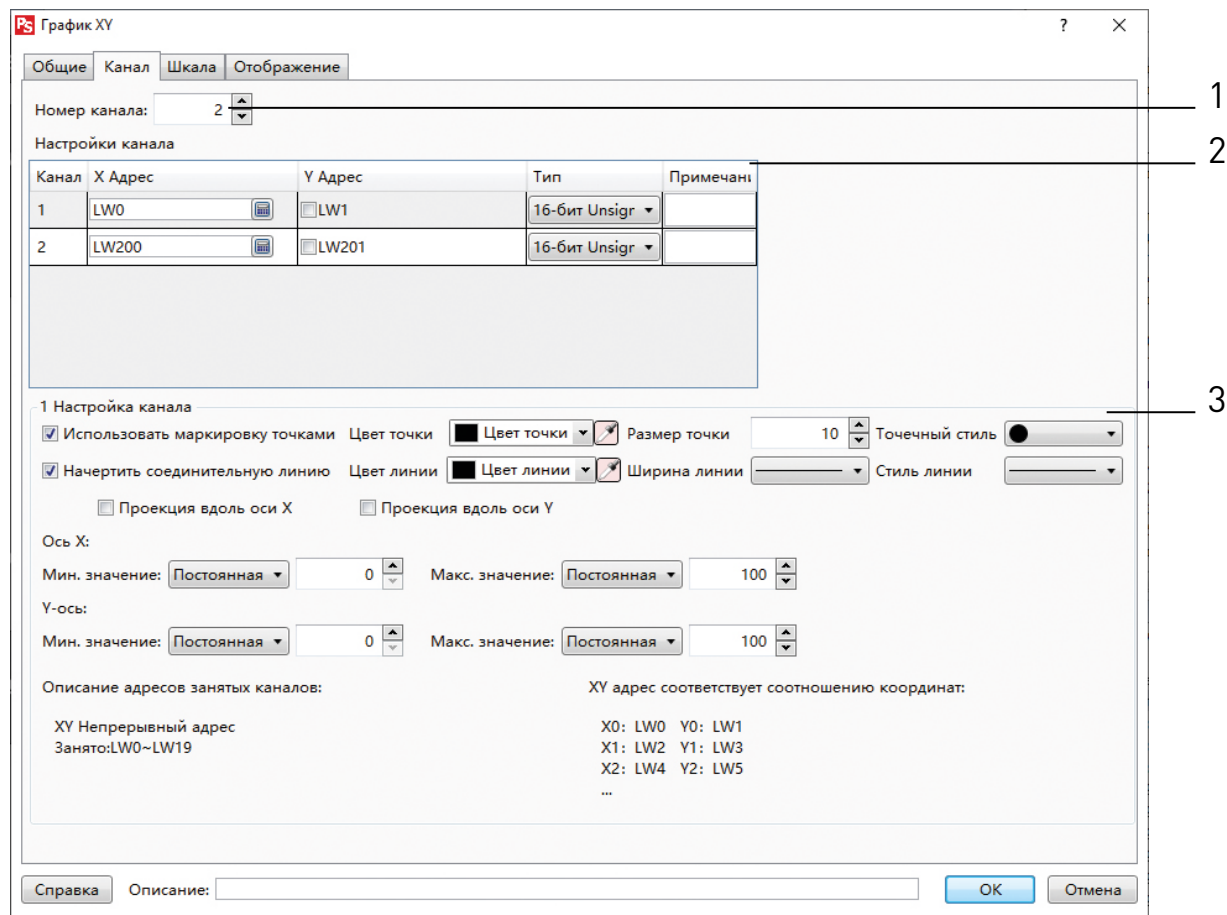 PS График XY ? ×
Общие Канал Шкала Отображение
Номер канала: 2 1
Настройки канала 2
Канал X Адрес Y Адрес Тип Примечани
1 LW0 LW1 16-бит Unsigr
2 LW200 LW201 16-бит Unsigr
1 Настройка канала 3
Использовать маркировку точками Цвет точки Цвет точки Размер точки 10 Точечный стиль
Начертить соединительную линию Цвет линии Цвет линии Ширина линии Стиль линии
Проекция вдоль оси X Проекция вдоль оси Y
Ось X:
Мин. значение: Постоянная 0 Макс. значение: Постоянная 100
Y-ось:
Мин. значение: Постоянная 0 Макс. значение: Постоянная 100
Описание адресов занятых каналов: XY адрес соответствует соотношению координат:
XY Непрерывный адрес X0: LW0 Y0: LW1
Занято:LW0~LW19 X1: LW2 Y1: LW3
X2: LW4 Y2: LW5
...
Справка Описание: OK Отмена